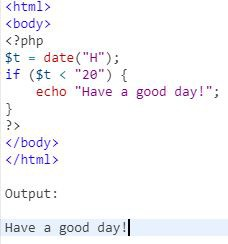 <html>
<body>
<?php
$t = date("H");
if ($t < "20") {
    echo "Have a good day!";
}
?>
</body>
</html>
Output:
Have a good day!